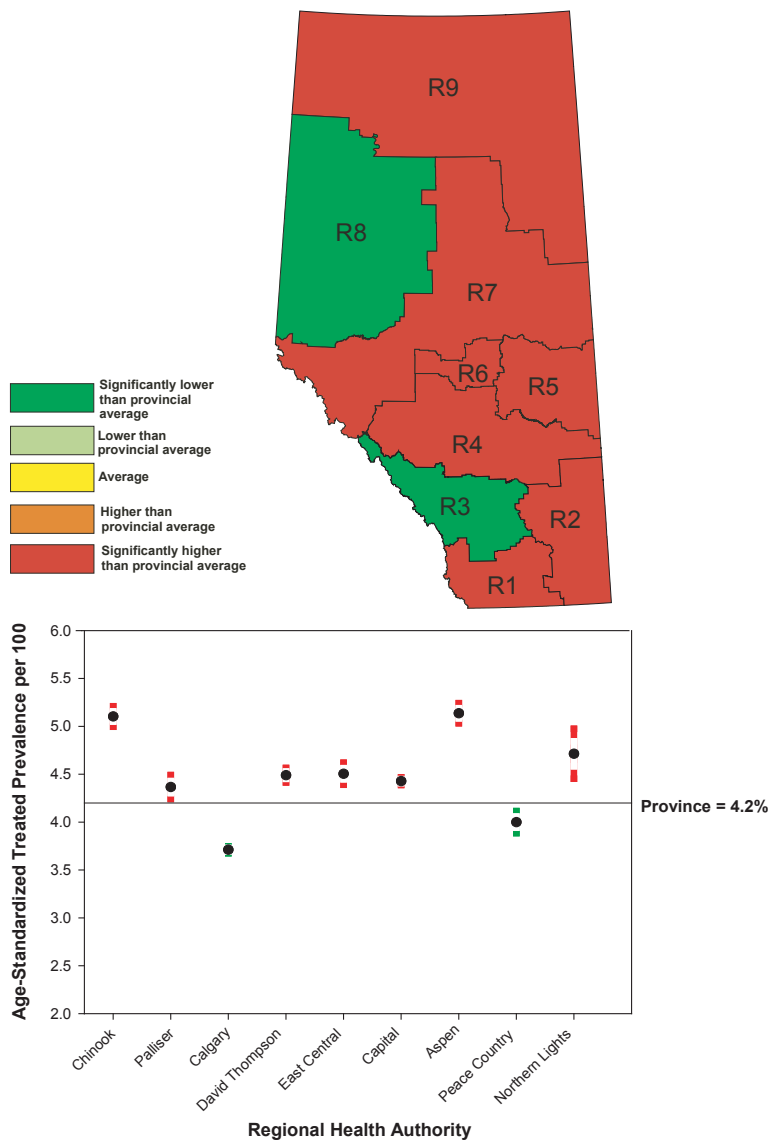 R9
R8
R7
R6
R5
R4
R3
R2
R1
Significantly lower
than provincial
average
Lower than
provincial average
Average
Higher than
provincial average
Significantly higher
than provincial average
Age-Standardized Treated Prevalence per 100
6.0
5.5
5.0
4.5
4.0
3.5
3.0
2.5
2.0
Province = 4.2%
Chinook
Palliser
Calgary
David Thompson
East Central
Capital
Aspen
Peace Country
Northern Lights
Regional Health Authority